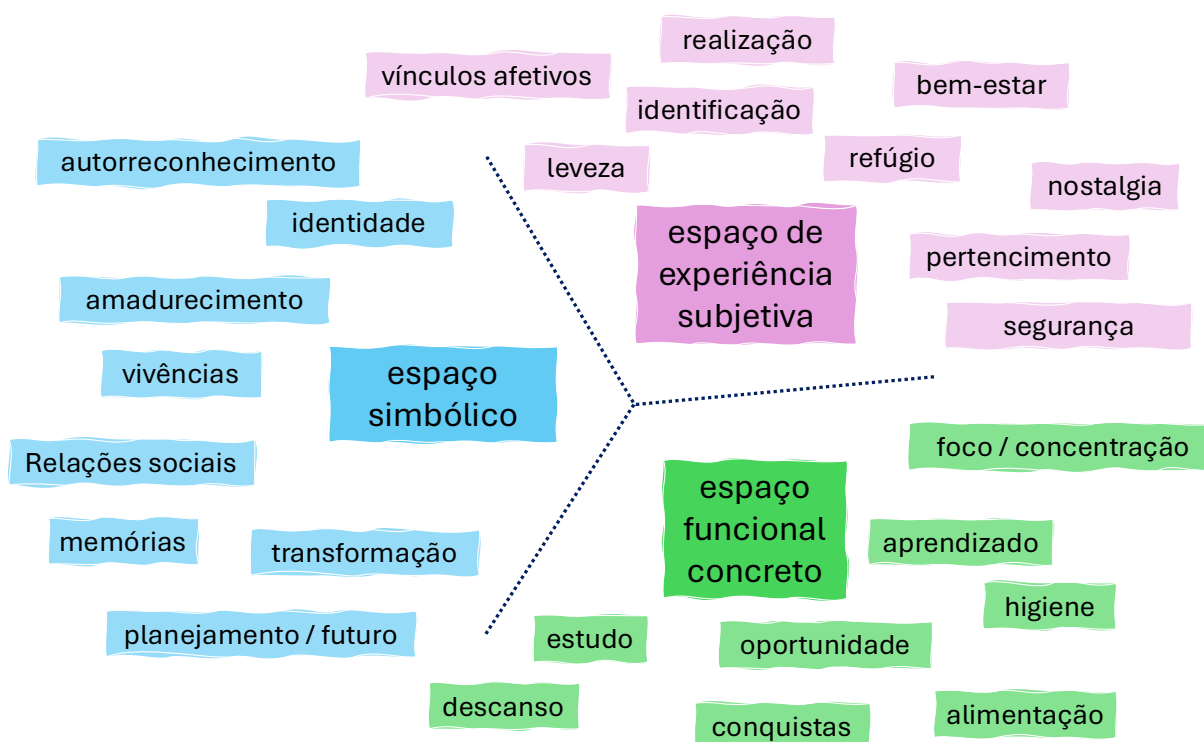 realização
vínculos afetivos
bem-estar
identificação
autorreconhecimento
leveza
refúgio
nostalgia
identidade
espaço de
experiência
subjetiva
pertencimento
amadurecimento
segurança
vivências
espaço
simbólico
foco / concentração
Relações sociais
espaço
funcional
concreto
memórias
transformação
aprendizado
higiene
planejamento / futuro
estudo
oportunidade
descanso
conquistas
alimentação